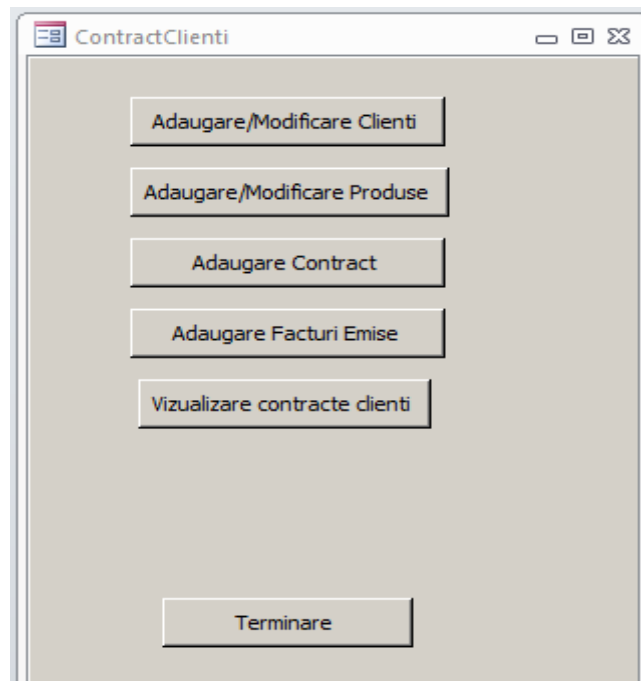 ContractClienti
Adaugare/Modificare Clienti
Adaugare/Modificare Produse
Adaugare Contract
Adaugare Facturi Emise
Vizualizare contracte clienti
Terminare